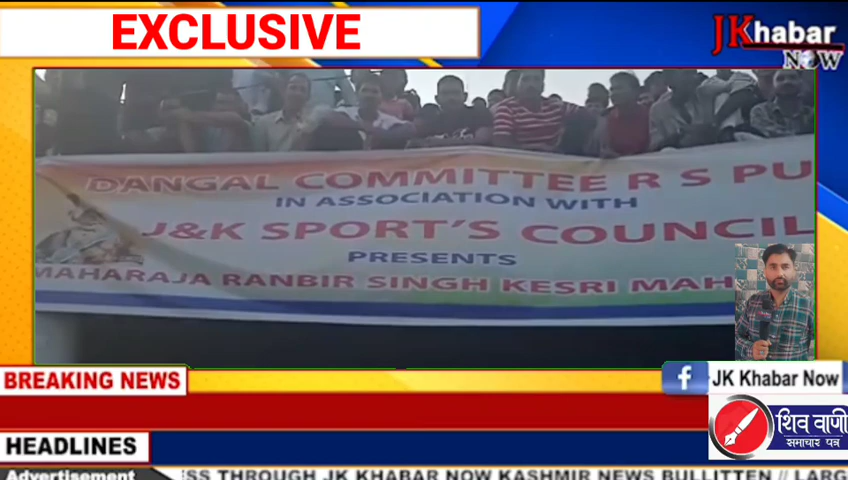 EXCLUSIVE
JKhabar
NOW
DANGAL COMMITTEE R S PU
IN ASSOCIATION WITH
J&K SPORT'S COUNCIL
PRESENTS
MAHARAJA RANBIR SINGH KESRI MAH
BREAKING NEWS
JK Khabar Now
शिव वाणी
समाचार पत्र
HEADLINES
Advertisement
SS THROUGH JK KHABAR NOW KASHMIR NEWS BULLITTEN // LARG